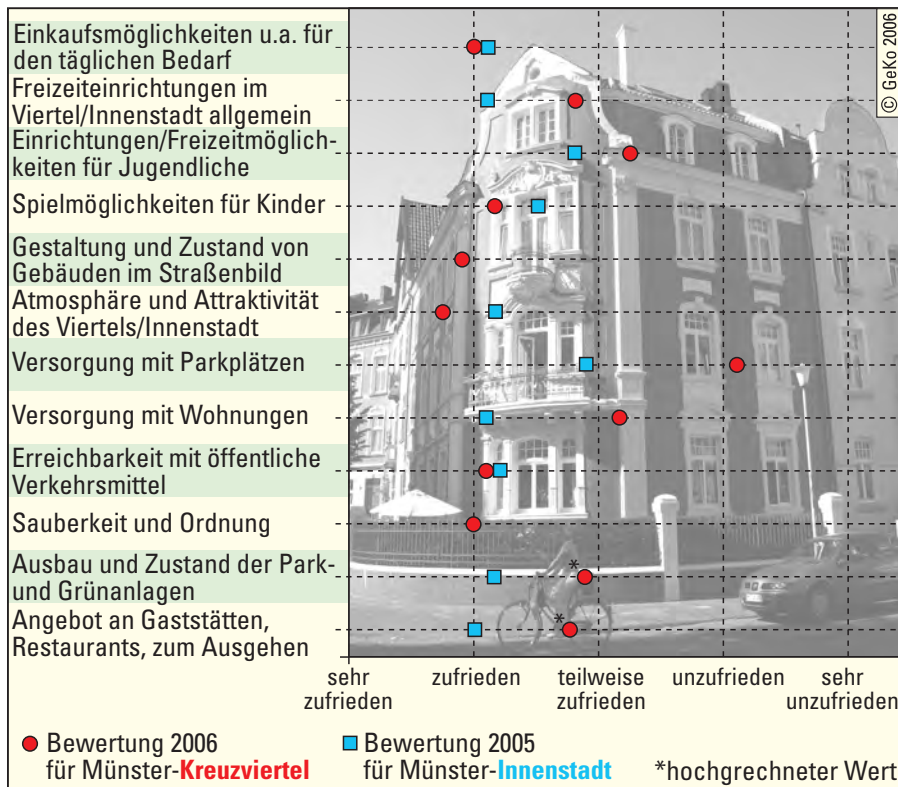 Einkaufsmöglichkeiten u.a. für
den täglichen Bedarf
Freizeiteinrichtungen im
Viertel/Innenstadt allgemein
Einrichtungen/Freizeitmöglich-
keiten für Jugendliche
Spielmöglichkeiten für Kinder
Gestaltung und Zustand von
Gebäuden im Straßenbild
Atmosphäre und Attraktivität
des Viertels/Innenstadt
Versorgung mit Parkplätzen
Versorgung mit Wohnungen
Erreichbarkeit mit öffentliche
Verkehrsmittel
Sauberkeit und Ordnung
Ausbau und Zustand der Park-
und Grünanlagen
Angebot an Gaststätten,
Restaurants, zum Ausgehen
© GeKo 2006
*
*
sehr zufrieden
zufrieden
teilweise zufrieden
unzufrieden
sehr unzufrieden
Bewertung 2006
für Münster-Kreuzviertel
Bewertung 2005
für Münster-Innenstadt
*hochgrechneter Wert